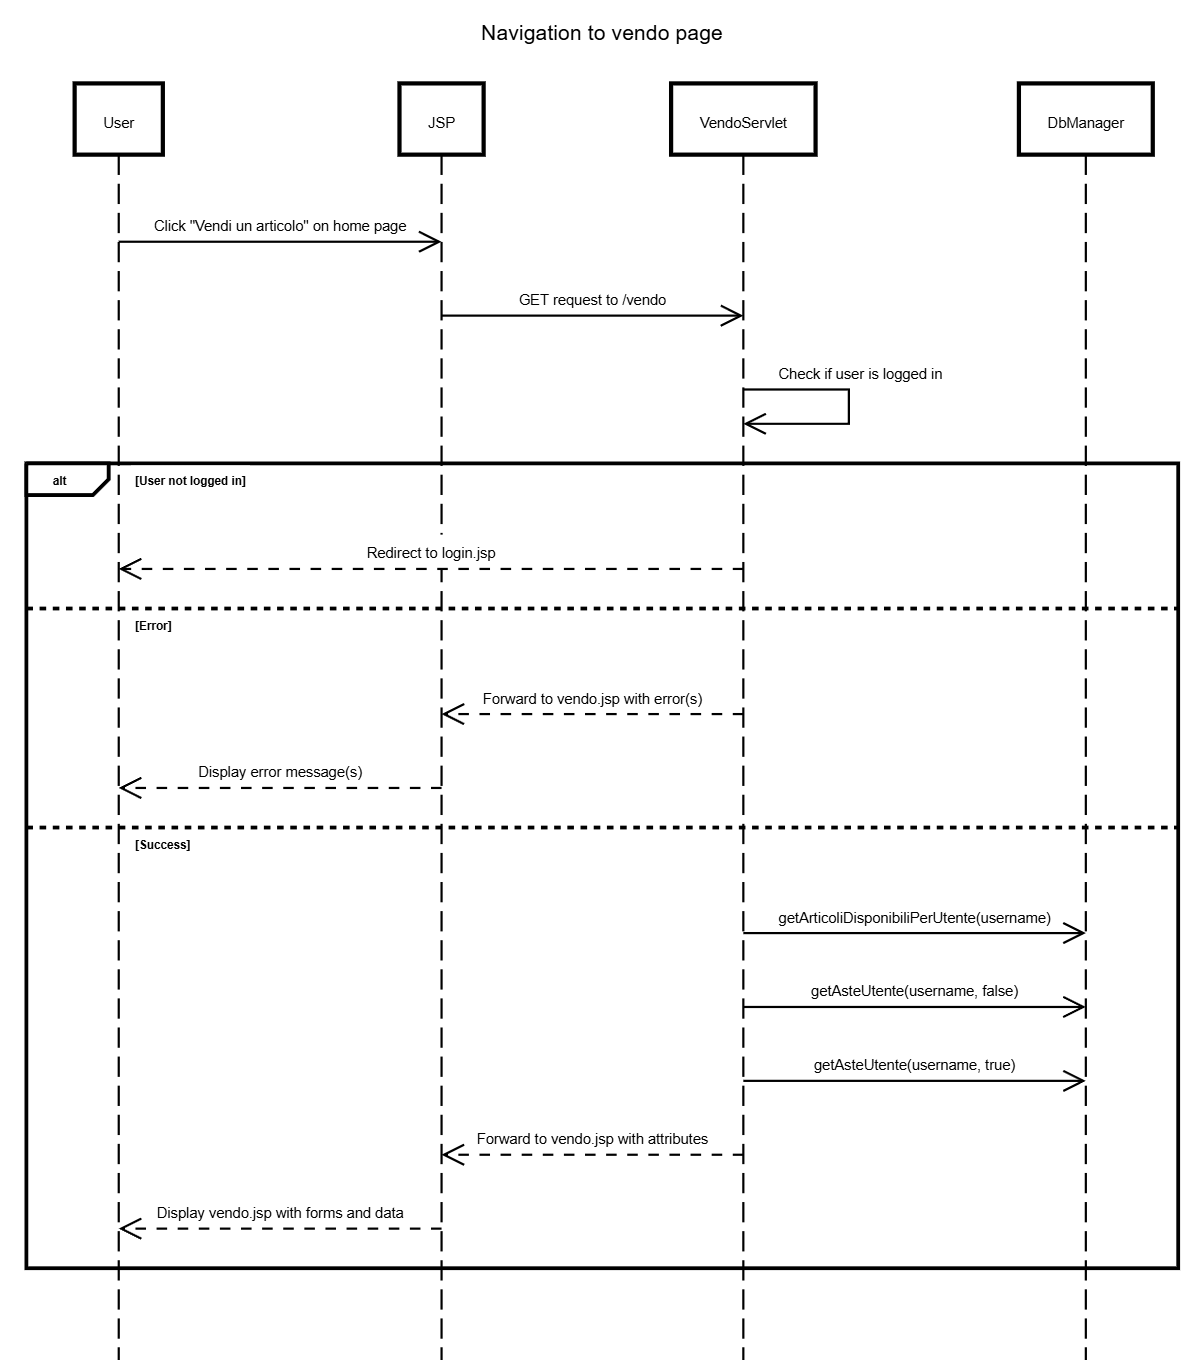 Navigation to vendo page
User
JSP
VendoServlet
DbManager
Click "Vendi un articolo" on home page
GET request to /vendo
Check if user is logged in
alt
[User not logged in]
Redirect to login.jsp
[Error]
Forward to vendo.jsp with error(s)
Display error message(s)
[Success]
getArticoliDisponibiliPerUtente(username)
getAsteUtente(username, false)
getAsteUtente(username, true)
Forward to vendo.jsp with attributes
Display vendo.jsp with forms and data